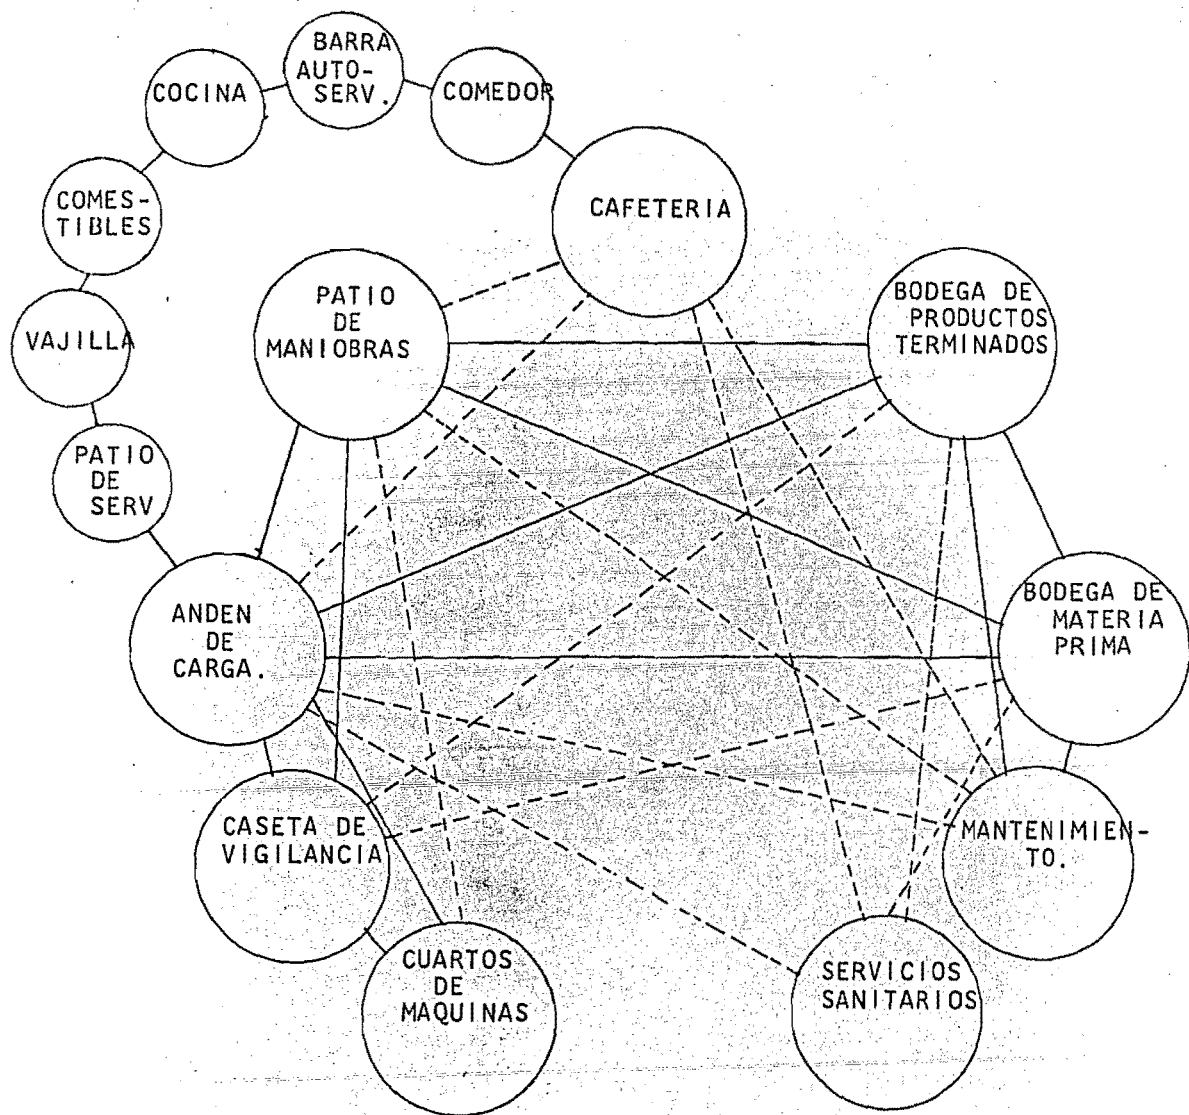 BARRA
AUTO-
SERV.
COCINA
COMEDOR
COMES-
TIBLES
CAFETERIA
VAJILLA
PATIO
DE
MANIOBRAS
BODEGA DE
PRODUCTOS
TERMINADOS
PATIO
DE
SERV
ANDEN
DE
CARGA.
BODEGA DE
MATERIA
PRIMA
CASETA DE
VIGILANCIA
MANTENIMIEN-
TO.
CUARTOS
DE
MAQUINAS
SERVICIOS
SANITARIOS